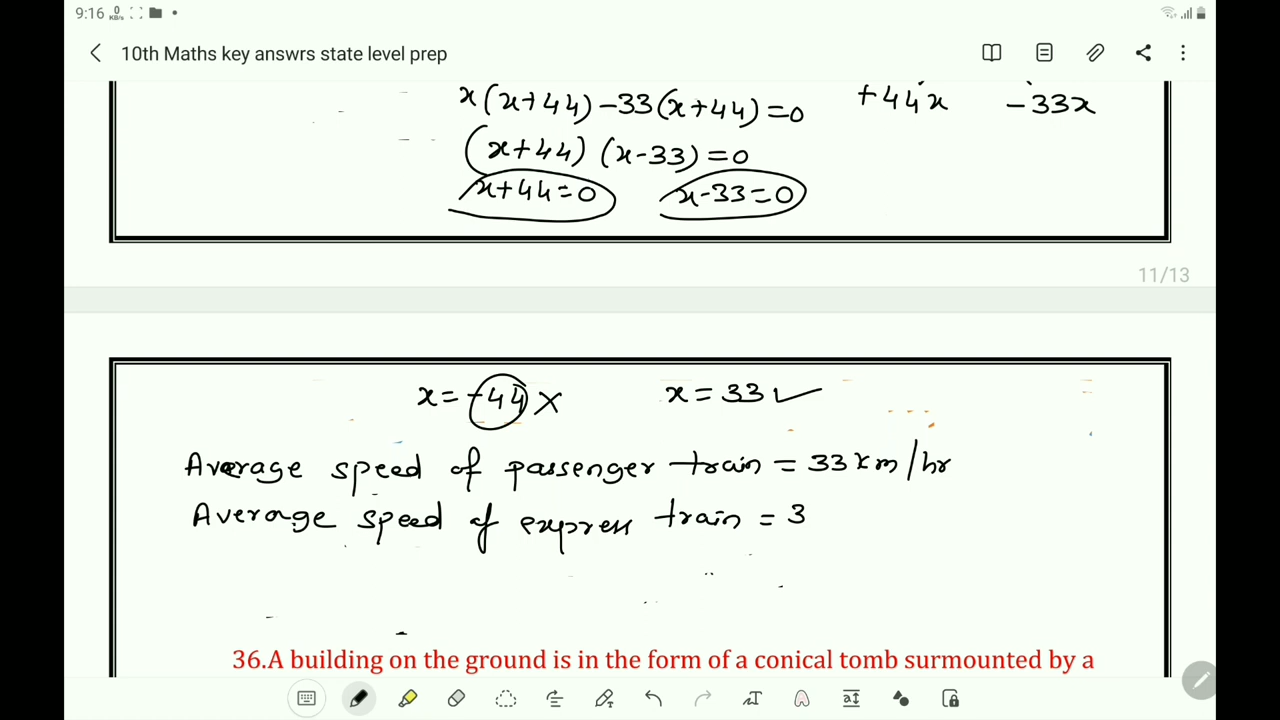 9:16 0 KB/s
10th Maths key answrs state level prep
x(x+44)-33(x+44)=0 +44x -33x
(x+44) (x-33)=0
x+44=0 x-33=0
11/13
x=-44 × x=33 ✓
Average speed of passenger train = 33 km/hr
Average speed of express train = 3
36.A building on the ground is in the form of a conical tomb surmounted by a